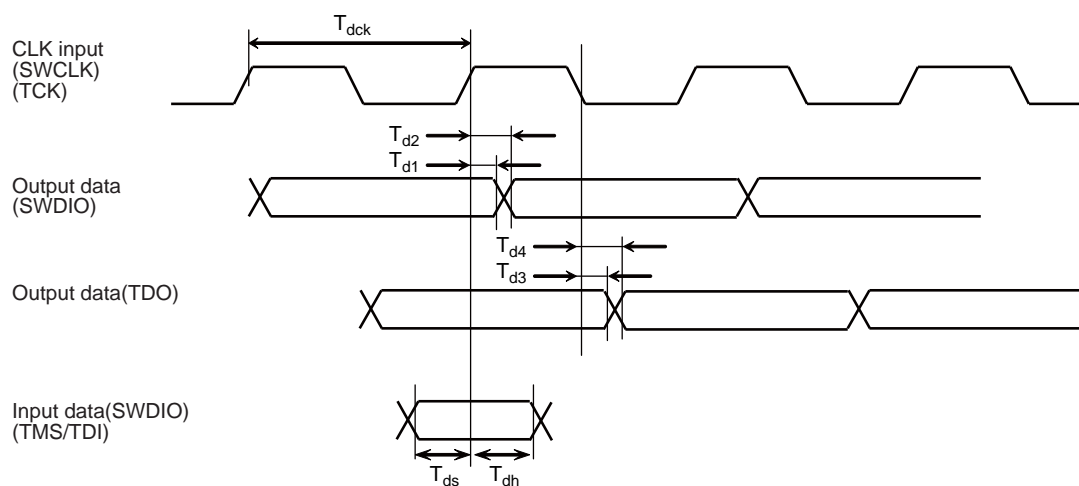 T_dck
CLK input
(SWCLK)
(TCK)
T_d2
T_d1
Output data
(SWDIO)
T_d4
T_d3
Output data(TDO)
Input data(SWDIO)
(TMS/TDI)
T_ds T_dh